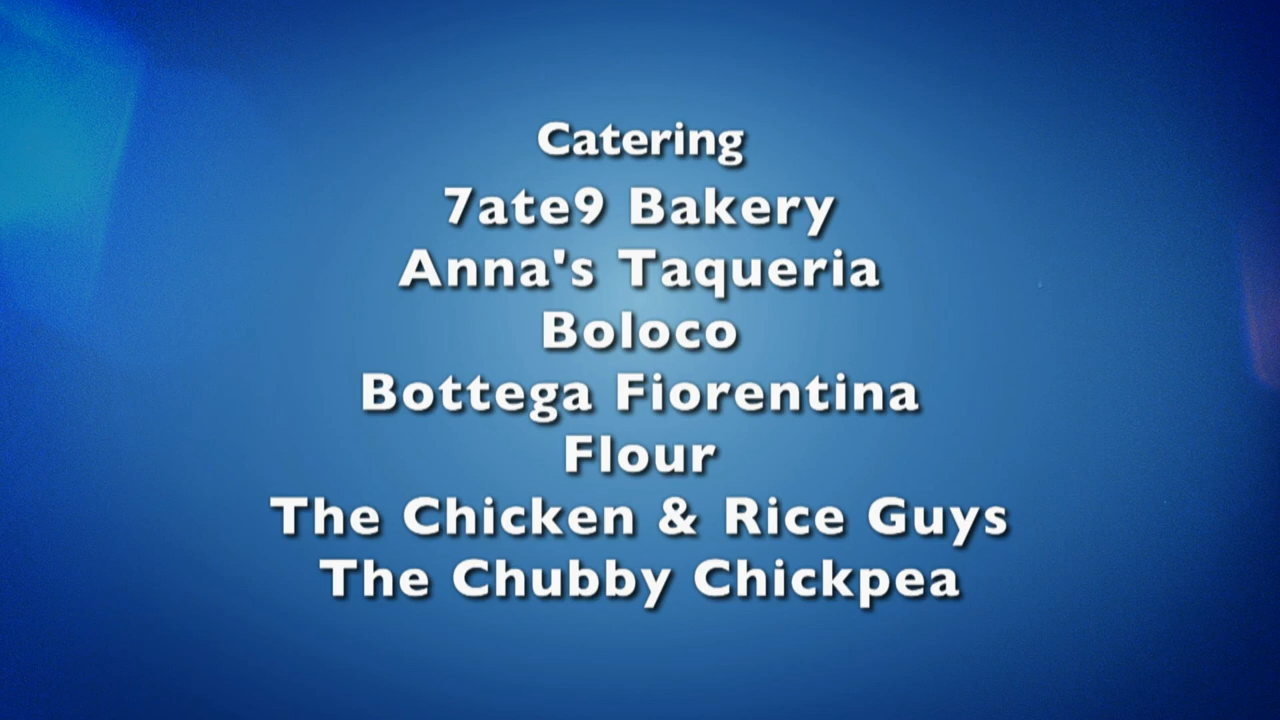 Catering
7ate9 Bakery
Anna's Taqueria
Boloco
Bottega Fiorentina
Flour
The Chicken & Rice Guys
The Chubby Chickpea